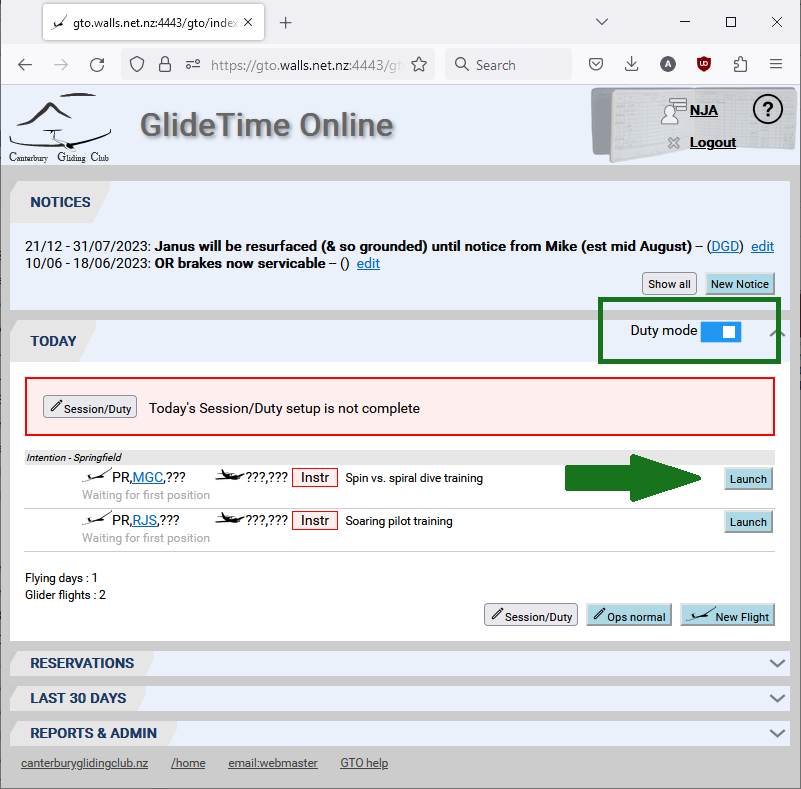 gto.walls.net.nz:4443/gto/index
https://gto.walls.net.nz:4443/gto
Search
A
UD
Canterbury Gliding Club
GlideTime Online
NJA
?
Logout
NOTICES
21/12 - 31/07/2023: Janus will be resurfaced (& so grounded) until notice from Mike (est mid August) -- (DGD) edit
10/06 - 18/06/2023: OR brakes now servicable -- () edit
Show all New Notice
TODAY
Duty mode
Session/Duty Today's Session/Duty setup is not complete
Intention - Springfield
PR,MGC,??? ???,??? Instr Spin vs. spiral dive training Launch
Waiting for first position
PR,RJS,??? ???,??? Instr Soaring pilot training Launch
Waiting for first position
Flying days : 1
Glider flights : 2
Session/Duty Ops normal New Flight
RESERVATIONS
LAST 30 DAYS
REPORTS & ADMIN
canterburyglidingclub.nz /home email:webmaster GTO help